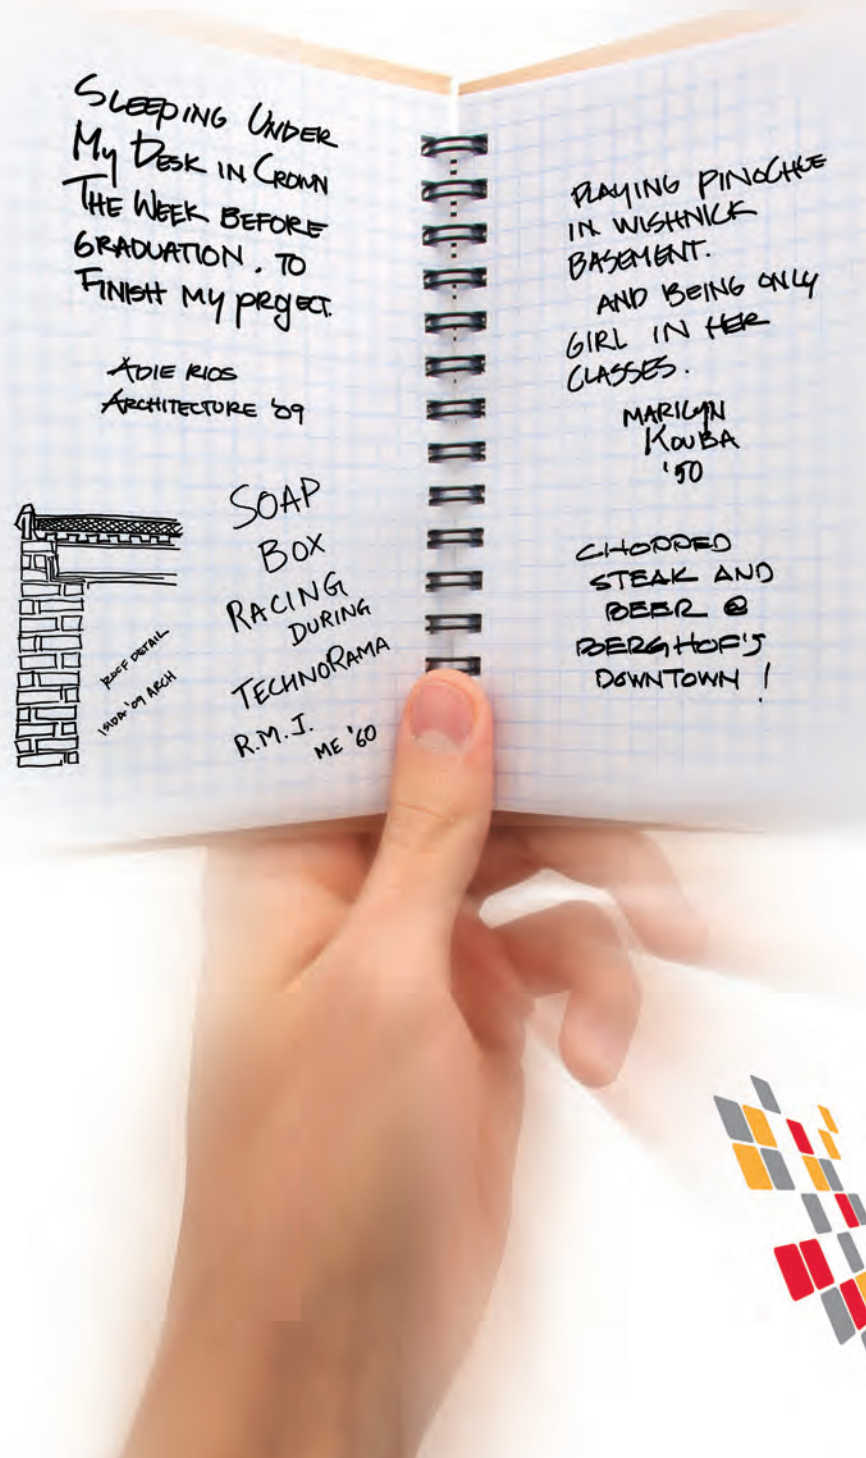 SLEEPING UNDER
MY DESK IN CROWN
THE WEEK BEFORE
GRADUATION, TO
FINISH MY PROJECT.
ADIE RIOS
ARCHITECTURE '09
ROOF DETAIL
'09 ARCH
SOAP
BOX
RACING
DURING
TECHNORAMA
R.M.J.
ME '60
PLAYING PINOCHLE
IN WISHNICK
BASEMENT.
AND BEING ONLY
GIRL IN HER
CLASSES.
MARILYN
KOUBA
'50
CHOPPED
STEAK AND
BEER @
BERGHOF'S
DOWNTOWN !